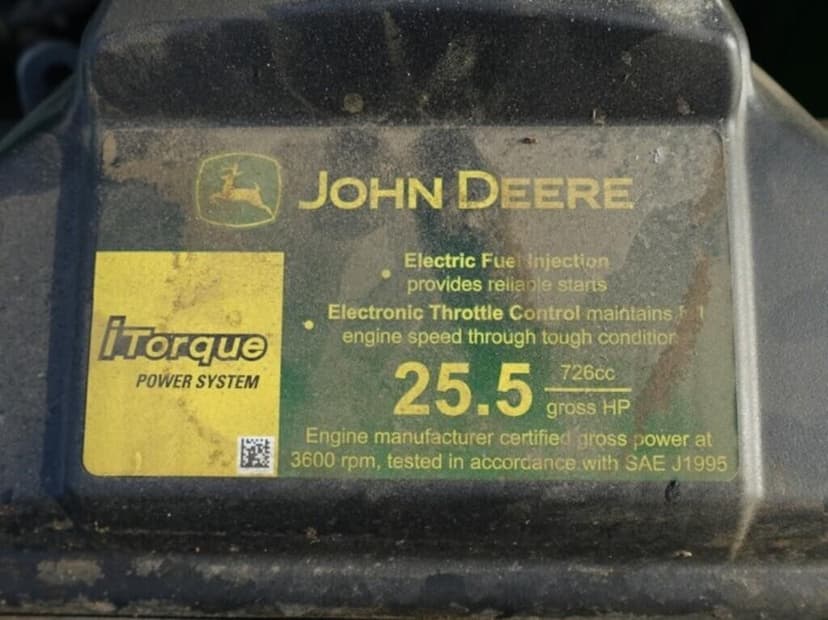 JOHN DEERE
Electric Fuel Injection
provides reliable starts
Electronic Throttle Control maintains
engine speed through tough condition
iTorque
POWER SYSTEM
25.5
726cc
gross HP
Engine manufacturer certified gross power at
3600 rpm, tested in accordance with SAE J1995